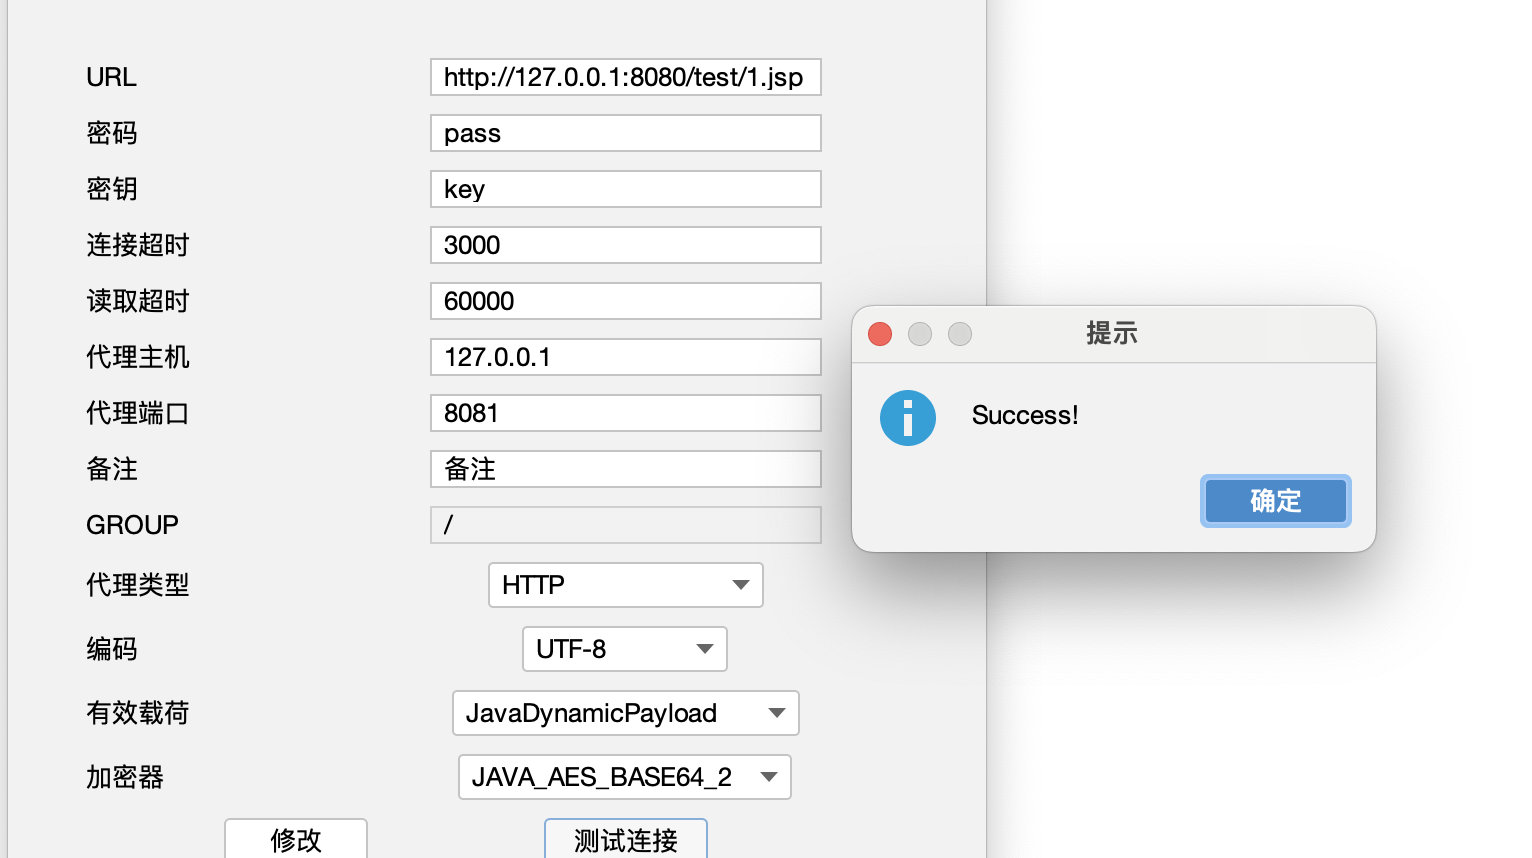 URL http://127.0.0.1:8080/test/1.jsp
密码 pass
密钥 key
连接超时 3000
读取超时 60000
代理主机 127.0.0.1
代理端口 8081
备注 备注
GROUP /
代理类型 HTTP
编码 UTF-8
有效载荷 JavaDynamicPayload
加密器 JAVA_AES_BASE64_2
修改 测试连接
提示
Success!
确定